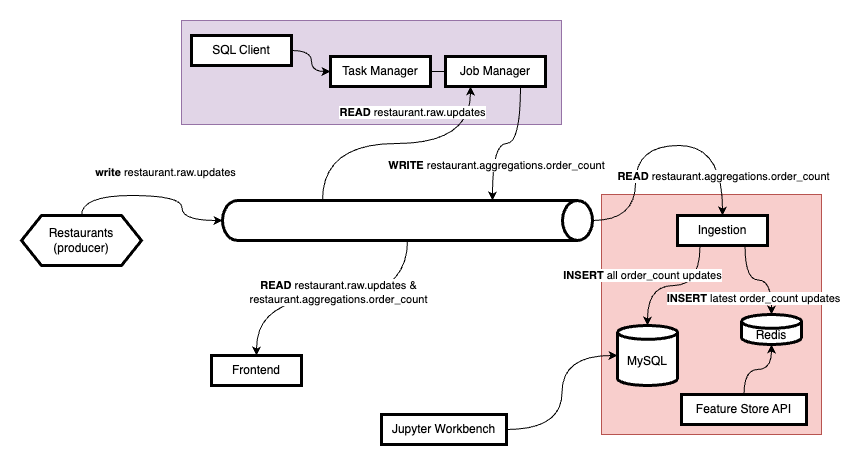 SQL Client
Task Manager
Job Manager
READ restaurant.raw.updates
write restaurant.raw.updates
WRITE restaurant.aggregations.order_count
READ restaurant.aggregations.order_count
Restaurants
(producer)
Ingestion
READ restaurant.raw.updates &
restaurant.aggregations.order_count
INSERT all order_count updates
INSERT latest order_count updates
Redis
MySQL
Frontend
Feature Store API
Jupyter Workbench